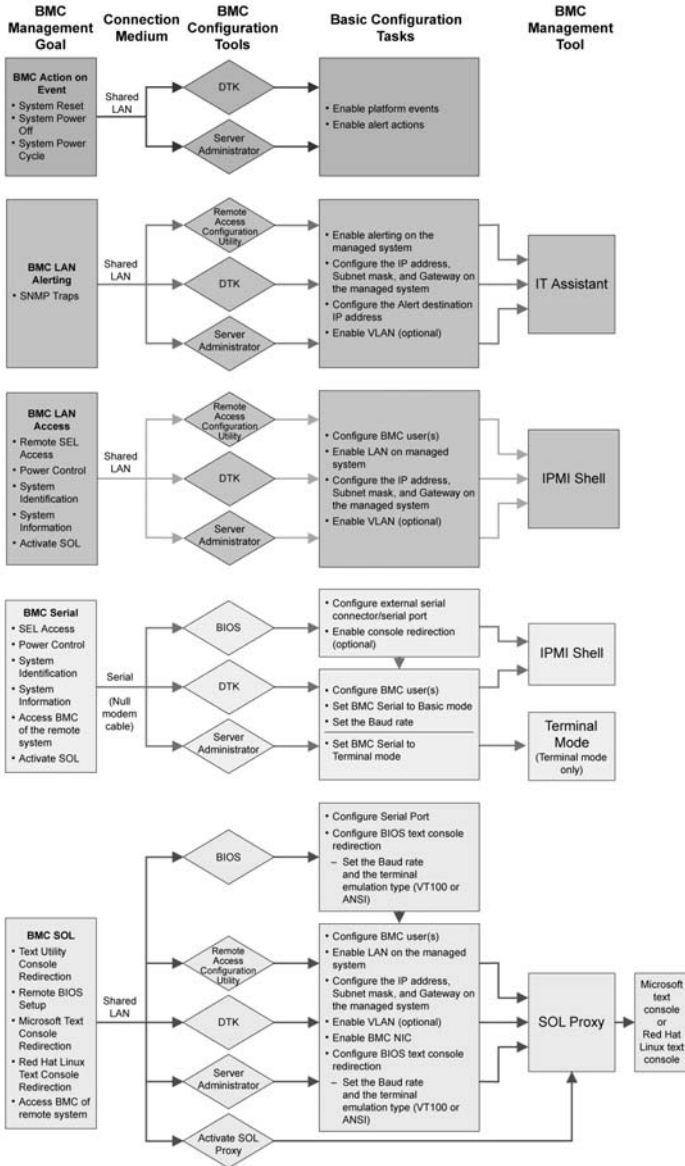 BMC
Management
Goal
Connection
Medium
BMC
Configuration
Tools
Basic Configuration
Tasks
BMC
Management
Tool
BMC Action on
Event
• System Reset
• System Power
Off
• System Power
Cycle
Shared
LAN
DTK
Server
Administrator
• Enable platform events
• Enable alert actions
BMC LAN
Alerting
• SNMP Traps
Shared
LAN
Remote
Access
Configuration
Utility
DTK
Server
Administrator
• Enable alerting on the
managed system
• Configure the IP address,
Subnet mask, and Gateway on
the managed system
• Configure the Alert destination
IP address
• Enable VLAN (optional)
IT Assistant
BMC LAN
Access
• Remote SEL
Access
• Power Control
• System
Identification
• System
Information
• Activate SOL
Shared
LAN
Remote
Access
Configuration
Utility
DTK
Server
Administrator
• Configure BMC user(s)
• Enable LAN on managed
system
• Configure the IP address,
Subnet mask, and Gateway on
the managed system
• Enable VLAN (optional)
IPMI Shell
BMC Serial
• SEL Access
• Power Control
• System
Identification
• System
Information
• Access BMC
of the remote
system
• Activate SOL
Serial
(Null
modem
cable)
BIOS
DTK
Server
Administrator
• Configure external serial
connector/serial port
• Enable console redirection
(optional)
• Configure BMC user(s)
• Set BMC Serial to Basic mode
• Set the Baud rate
• Set BMC Serial to
Terminal mode
IPMI Shell
Terminal
Mode
(Terminal mode
only)
BMC SOL
• Text Utility
Console
Redirection
• Remote BIOS
Setup
• Microsoft Text
Console
Redirection
• Red Hat Linux
Text Console
Redirection
• Access BMC of
remote system
Shared
LAN
BIOS
Remote
Access
Configuration
Utility
DTK
Server
Administrator
Activate SOL
Proxy
• Configure Serial Port
• Configure BIOS text console
redirection
– Set the Baud rate
and the terminal
emulation type (VT100 or
ANSI)
• Configure BMC user(s)
• Enable LAN on the managed
system
• Configure the IP address,
Subnet mask, and Gateway on
the managed system
• Enable VLAN (optional)
• Enable BMC NIC
• Configure BIOS text console
redirection
– Set the Baud rate
and the terminal
emulation type (VT100 or
ANSI)
SOL Proxy
Microsoft
text
console
or
Red Hat
Linux text
console